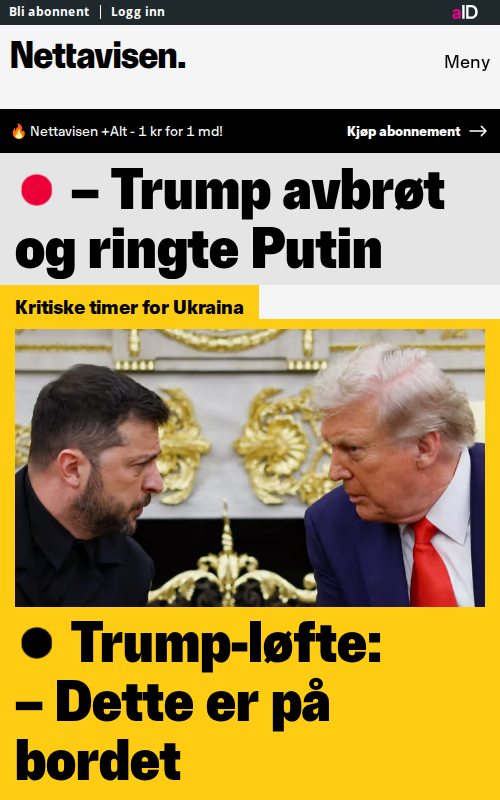 Bli abonnent | Logg inn
aID
Nettavisen.
Meny
Nettavisen +Alt - 1 kr for 1 md!
Kjøp abonnement
– Trump avbrøt
og ringte Putin
Kritiske timer for Ukraina
Trump-løfte:
– Dette er på
bordet